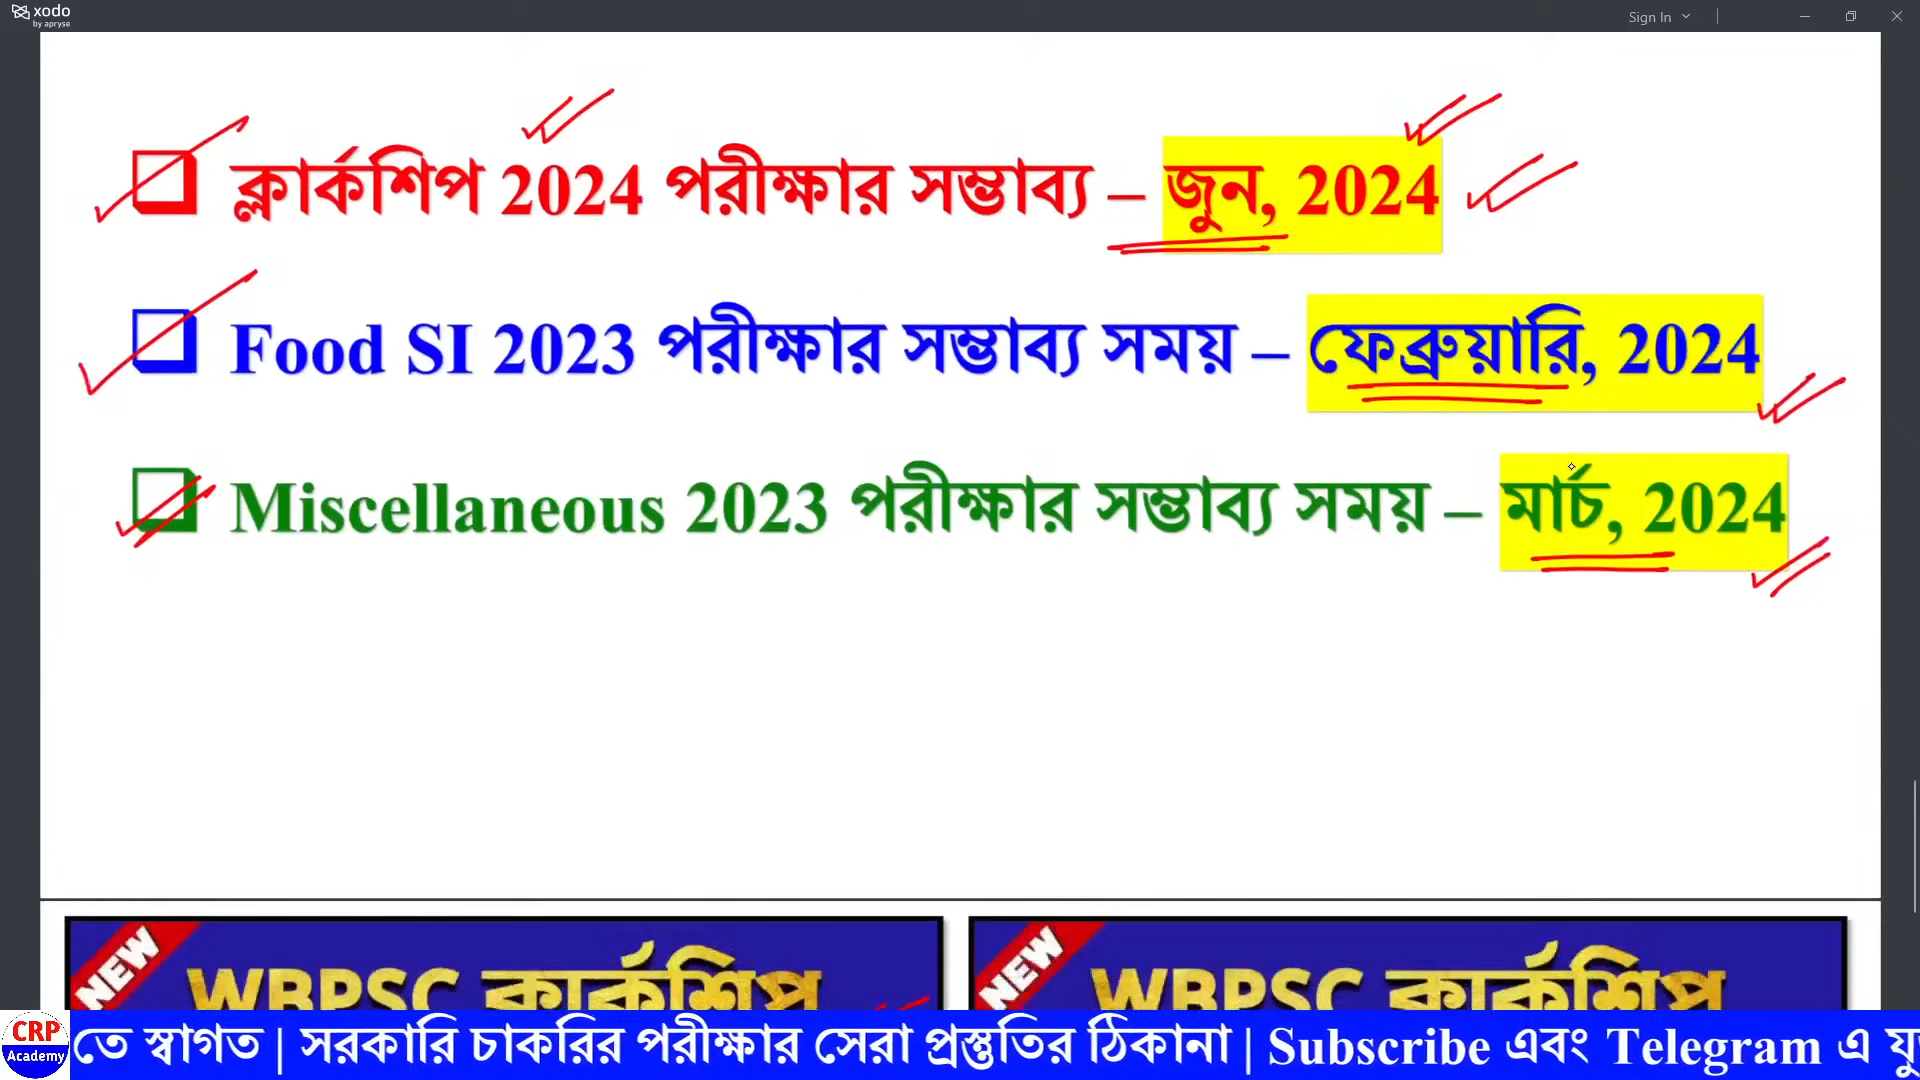 xodo
by apryse
Sign In
ক্লার্কশিপ 2024 পরীক্ষার সম্ভাব্য – জুন, 2024
Food SI 2023 পরীক্ষার সম্ভাব্য সময় – ফেব্রুয়ারি, 2024
Miscellaneous 2023 পরীক্ষার সম্ভাব্য সময় – মার্চ, 2024
NEW
WBPSC ক্লার্কশিপ
NEW
WBPSC ক্লার্কশিপ
CRP
Academy
তে স্বাগত | সরকারি চাকরির পরীক্ষার সেরা প্রস্তুতির ঠিকানা | Subscribe এবং Telegram এ